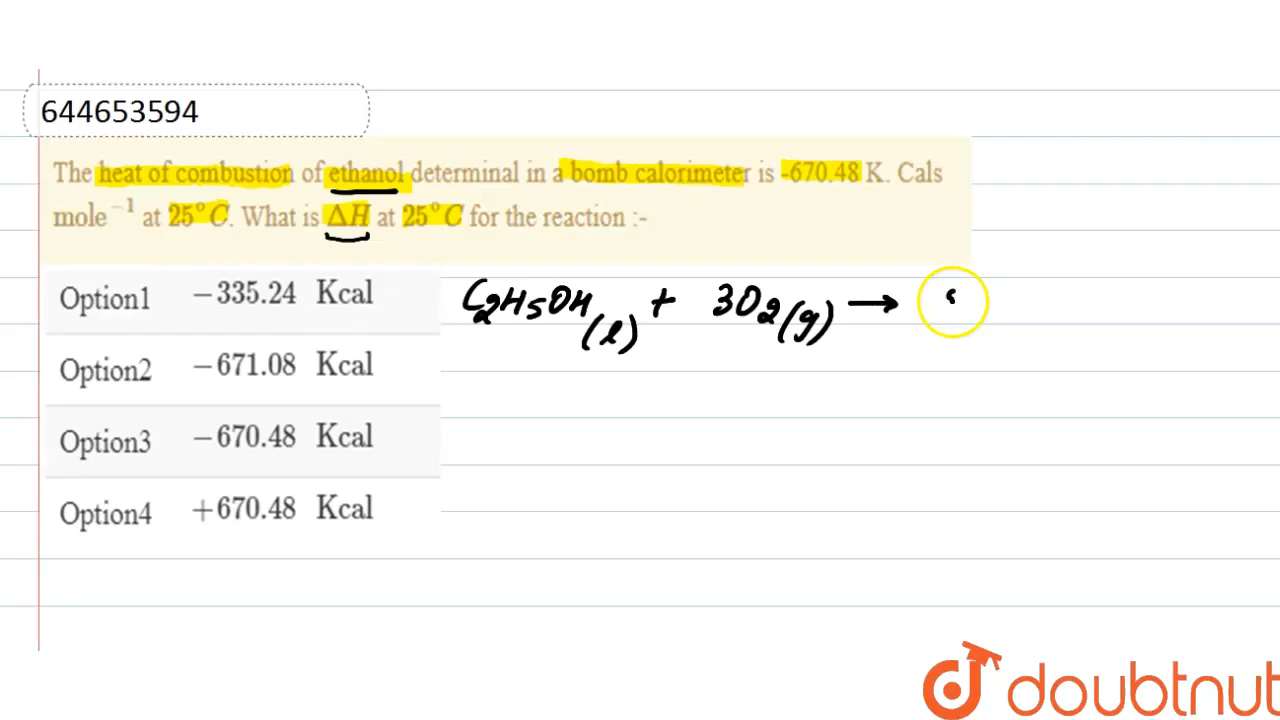 644653594
The heat of combustion of ethanol determinal in a bomb calorimeter is -670.48 K. Cals
mole⁻¹ at 25°C. What is ΔH at 25°C for the reaction :-
Option1 −335.24 Kcal
C₂H₅OH(l) + 3O₂(g) ⟶
Option2 −671.08 Kcal
Option3 −670.48 Kcal
Option4 +670.48 Kcal
doubtnut